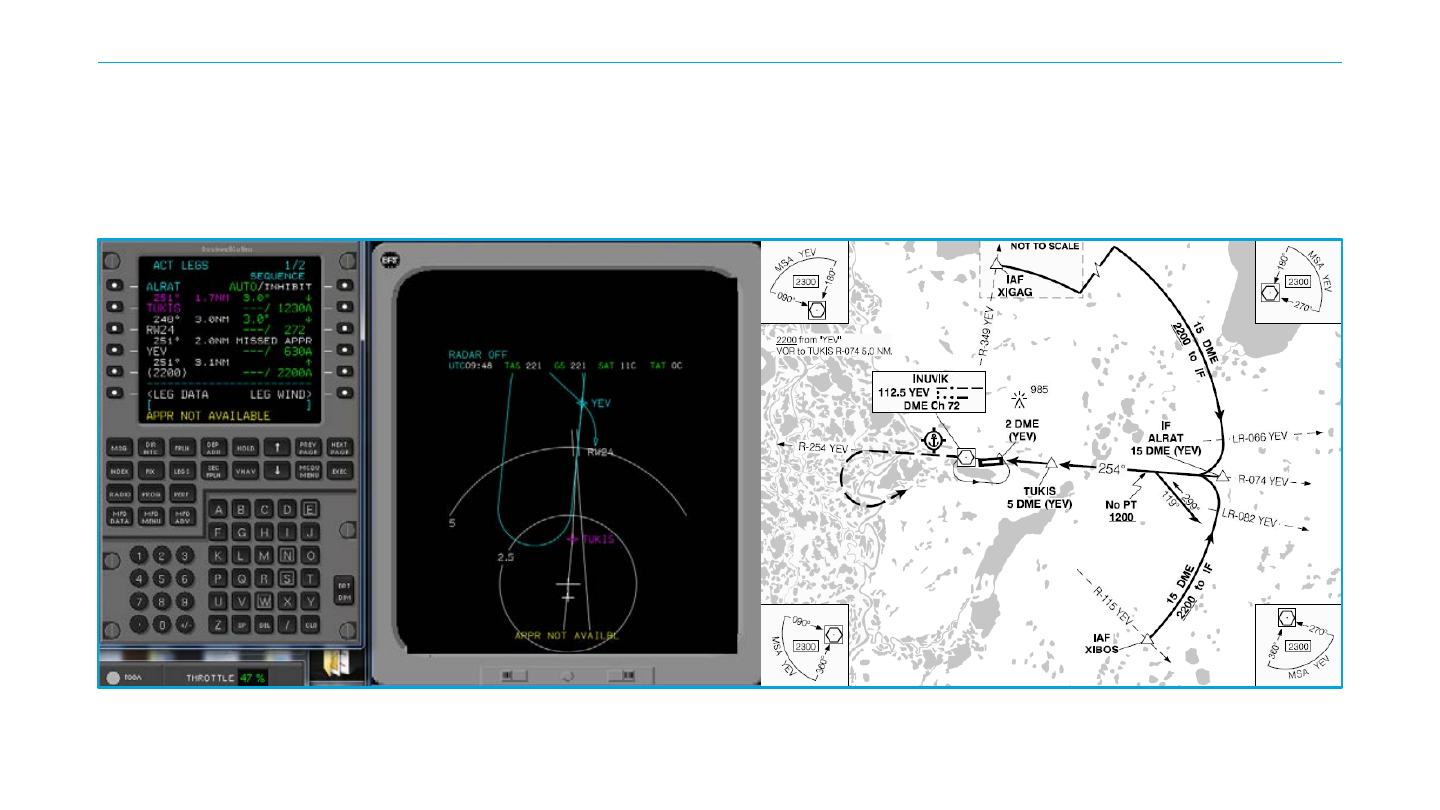 ACT LEGS 1/2
SEQUENCE
ALRAT AUTO/INHIBIT
251° 1.7NM 3.0° ↓
TUKIS ---/ 1230A
248° 3.0NM 3.0° ↓
RW24 ---/ 272
251° 2.0NM MISSED APPR
YEV ---/ 630A
251° 3.1NM
(2200) ---/ 2200A
<LEG DATA LEG WIND>
[ ]
APPR NOT AVAILABLE
MSG DIR INTC FPLN DEP ARR HOLD ↑ PREV PAGE NEXT PAGE
INDEX FIX LEGS SEC FPLN VNAV ↓ MCDU MENU EXEC
RADIO PROG PERF
MFD DATA MFD MENU MFD ADV
A B C D E
F G H I J
1 2 3 K L M N O
4 5 6 P Q R S T
BRT DIM
7 8 9 U V W X Y
. 0 +/- Z SP DEL / CLR
THROTTLE 47 %
RADAR OFF
UTC09:48 TAS 221 GS 221 SAT 11C TAT 0C
YEV
RW24
5
TUKIS
2.5
APPR NOT AVAILBL
MSA YEV
2300
180°
090°
NOT TO SCALE
IAF
XIGAG
R-349 YEV
MSA YEV
2300
180°
270°
2200 from "YEV"
VOR to TUKIS R-074 5.0 NM.
15 DME
2200 to IF
INUVIK
112.5 YEV
DME Ch 72
985
2 DME
(YEV)
IF
ALRAT
15 DME (YEV)
LR-066 YEV
R-254 YEV
254°
R-074 YEV
TUKIS
5 DME (YEV)
No PT
1200
299°
119°
LR-082 YEV
15 DME
2200 to IF
R-115 YEV
IAF
XIBOS
090°
2300
360°
MSA YEV
270°
2300
360°
MSA YEV